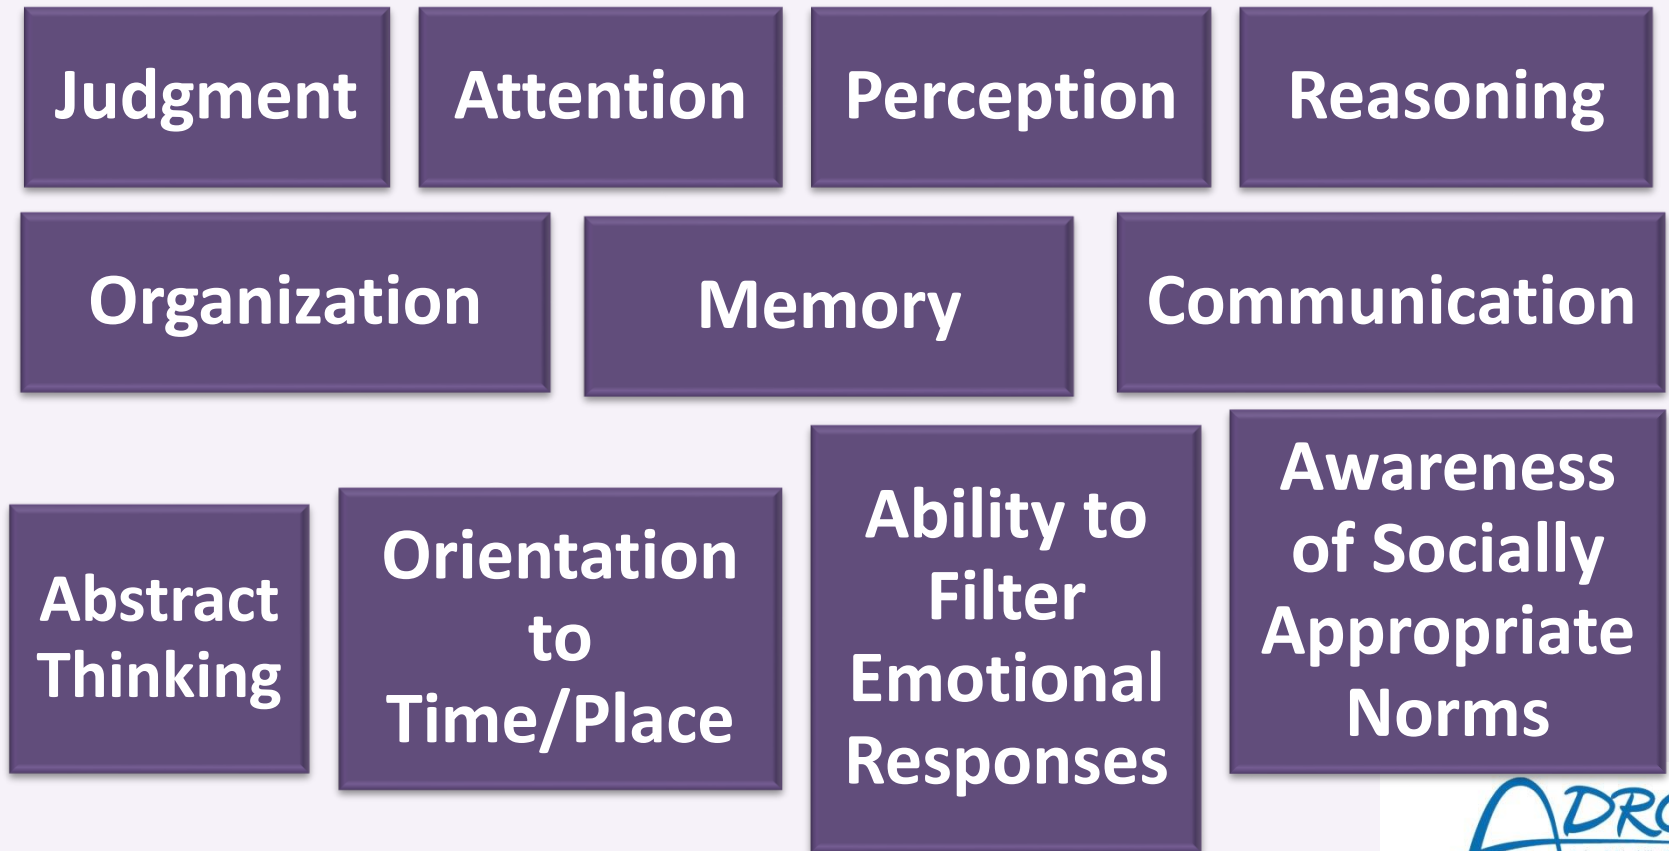 Judgment
Attention
Perception
Reasoning
Organization
Memory
Communication
Abstract
Thinking
Orientation
to
Time/Place
Ability to
Filter
Emotional
Responses
Awareness
of Socially
Appropriate
Norms